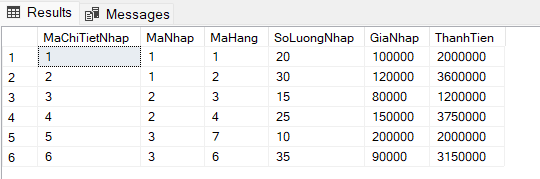 Results Messages
MaChiTietNhap MaNhap MaHang SoLuongNhap GiaNhap ThanhTien
1 1 1 1 20 100000 2000000
2 2 1 2 30 120000 3600000
3 3 2 3 15 80000 1200000
4 4 2 4 25 150000 3750000
5 5 3 7 10 200000 2000000
6 6 3 6 35 90000 3150000